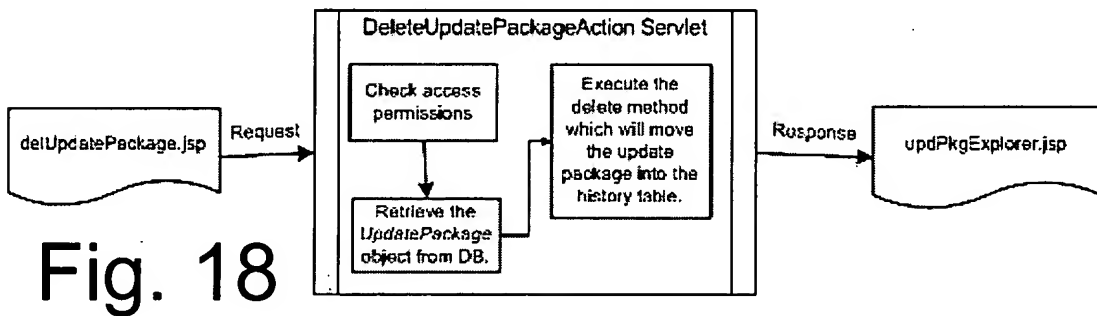 DeleteUpdatePackageAction Servlet
delUpdatePackage.jsp
Request
Check access
permissions
Retrieve the
UpdatePackage
object from DB.
Execute the
delete method
which will move
the update
package into the
history table.
Response
updPkgExplorer.jsp
Fig. 18